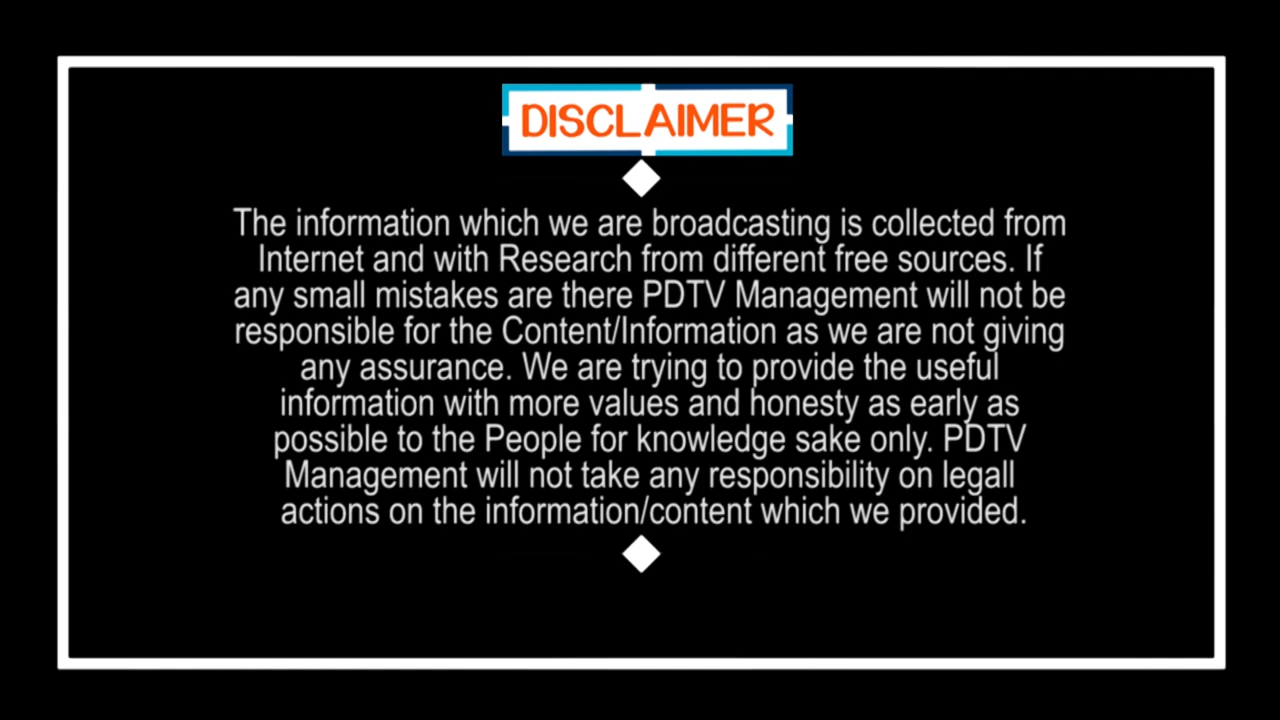 DISCLAIMER
The information which we are broadcasting is collected from
Internet and with Research from different free sources. If
any small mistakes are there PDTV Management will not be
responsible for the Content/Information as we are not giving
any assurance. We are trying to provide the useful
information with more values and honesty as early as
possible to the People for knowledge sake only. PDTV
Management will not take any responsibility on legall
actions on the information/content which we provided.